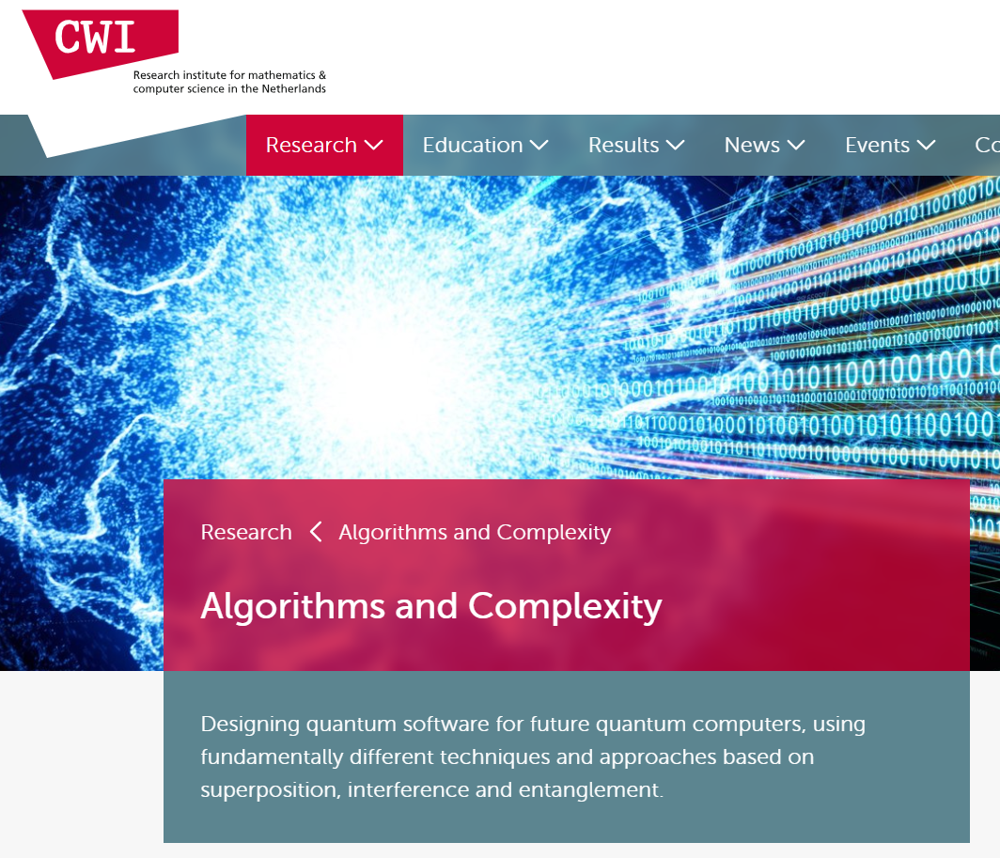 CWI
Research institute for mathematics &
computer science in the Netherlands
Research
Education
Results
News
Events
Research
Algorithms and Complexity
Algorithms and Complexity
Designing quantum software for future quantum computers, using
fundamentally different techniques and approaches based on
superposition, interference and entanglement.